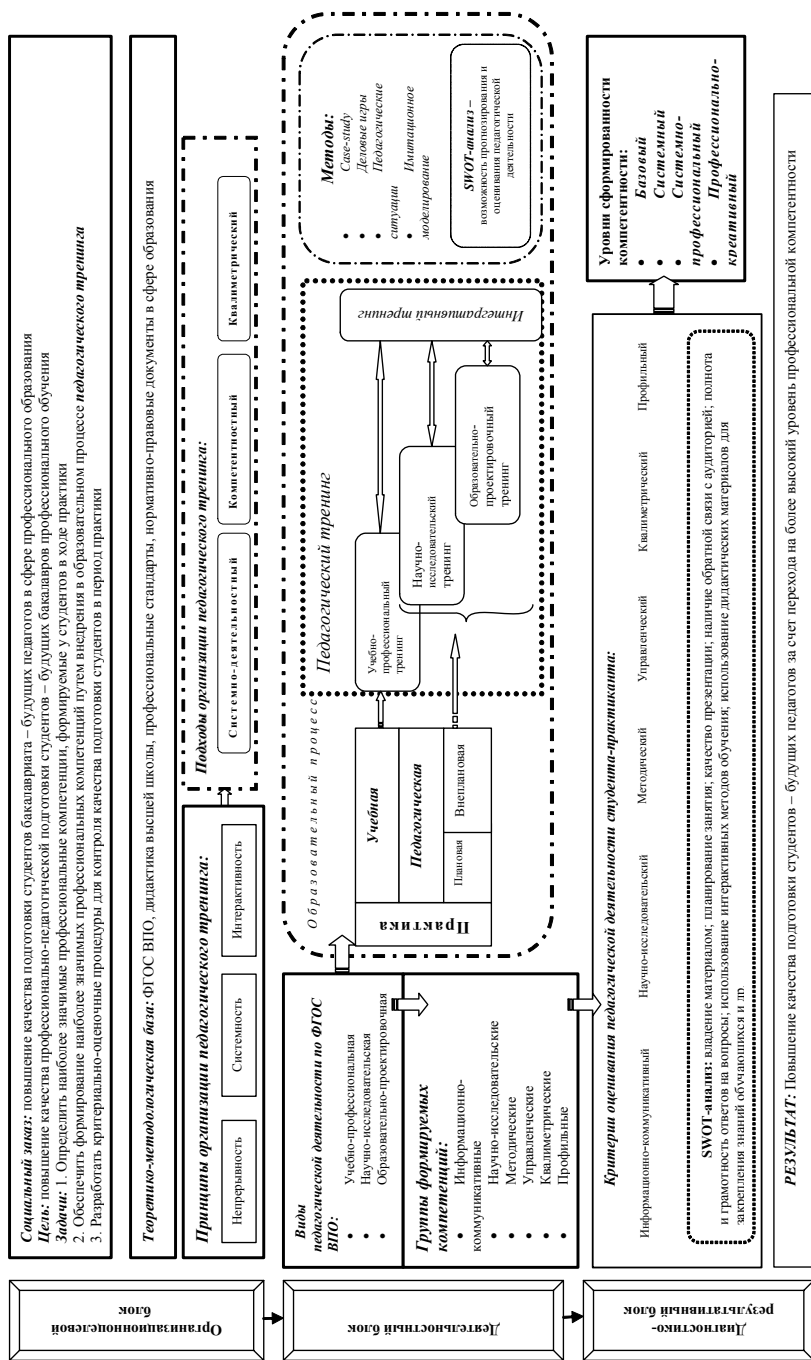 Организационноцелевой
блок
Социальный заказ: повышение качества подготовки студентов бакалавриата – будущих педагогов в сфере профессионального образования
Цель: повышение качества профессионально-педагогической подготовки студентов – будущих бакалавров профессионального обучения
Задачи: 1. Определить наиболее значимые профессиональные компетенции, формируемые у студентов в ходе практики
2. Обеспечить формирование наиболее значимых профессиональных компетенций путем внедрения в образовательном процессе педагогического тренинга
3. Разработать критериально-оценочные процедуры для контроля качества подготовки студентов в период практики
Теоретико-методологическая база: ФГОС ВПО, дидактика высшей школы, профессиональные стандарты, нормативно-правовые документы в сфере образования
Принципы организации педагогического тренинга:
Непрерывность
Системность
Интерактивность
Подходы организации педагогического тренинга:
Системно-деятельностный
Компетентностный
Квалиметрический
Деятельностный блок
Виды
педагогической деятельности по ФГОС
ВПО:
• Учебно-профессиональная
• Научно-исследовательская
• Образовательно-проектировочная
Группы формируемых
компетенций:
• Информационно-
коммуникативные
• Научно-исследовательские
• Методические
• Управленческие
• Квалиметрические
• Профильные
Образовательный процесс
Практика
Учебная
Педагогическая
Плановая
Внеплановая
Педагогический тренинг
Учебно-
профессиональный
тренинг
Научно-
исследовательский
тренинг
Образовательно-
проектировочный
тренинг
Интегративный тренинг
Методы:
• Case-study
• Деловые игры
• Педагогические
ситуации
• Имитационное
моделирование
SWOT-анализ –
возможность прогнозирования и
оценивания педагогической
деятельности
Диагностико-
результативный блок
Критерии оценивания педагогической деятельности студента-практиканта:
Информационно-коммуникативный
Научно-исследовательский
Методический
Управленческий
Квалиметрический
Профильный
SWOT-анализ: владение материалом; планирование занятия; качество презентации; наличие обратной связи с аудиторией; полнота
и грамотность ответов на вопросы; использование интерактивных методов обучения; использование дидактических материалов для
закрепления знаний обучающихся и др
Уровни сформированности
компетентности:
• Базовый
• Системный
• Системно-
профессиональный
• Профессионально-
креативный
РЕЗУЛЬТАТ: Повышение качества подготовки студентов – будущих педагогов за счет перехода на более высокий уровень профессиональной компетентности